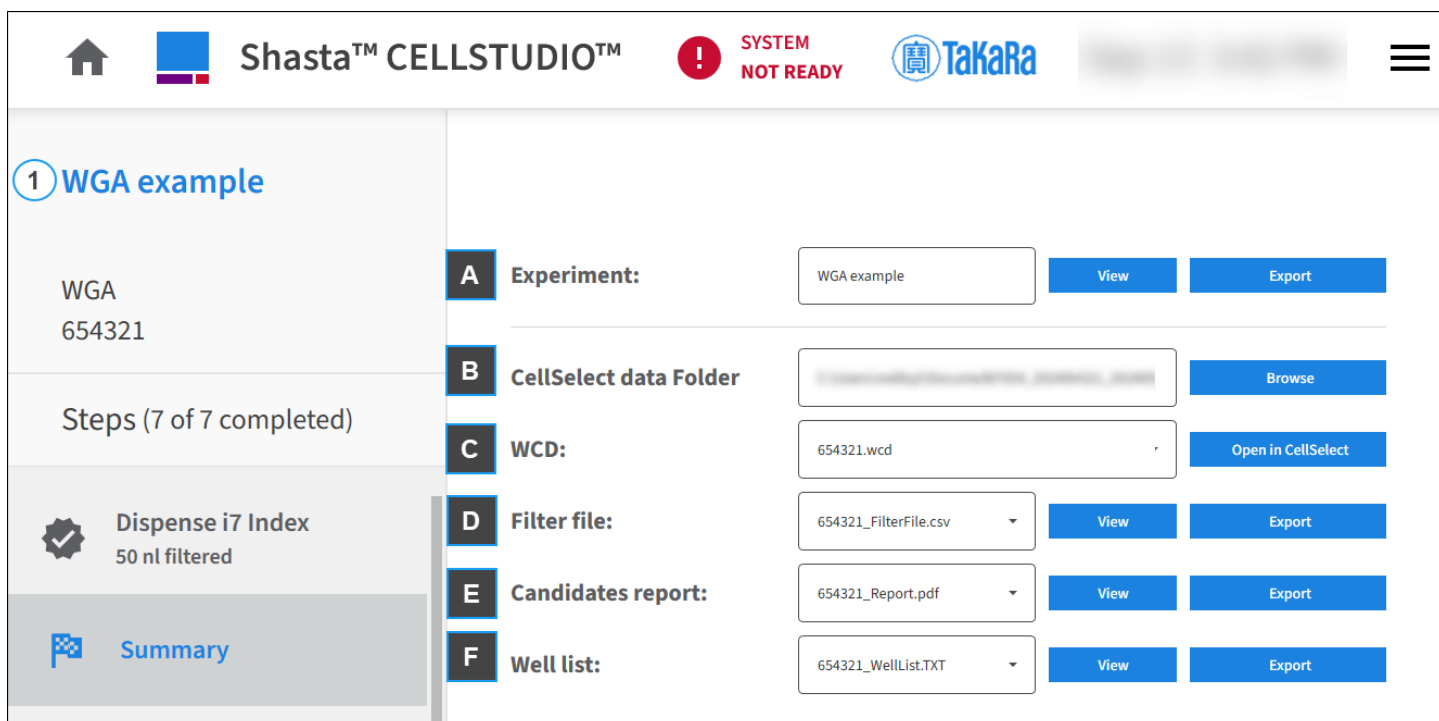 Shasta™ CELLSTUDIO™
SYSTEM
NOT READY
寶 TaKaRa
1 WGA example
WGA
654321
Steps (7 of 7 completed)
Dispense i7 Index
50 nl filtered
Summary
A Experiment: WGA example View Export
B CellSelect data Folder Browse
C WCD: 654321.wcd Open in CellSelect
D Filter file: 654321_FilterFile.csv View Export
E Candidates report: 654321_Report.pdf View Export
F Well list: 654321_WellList.TXT View Export